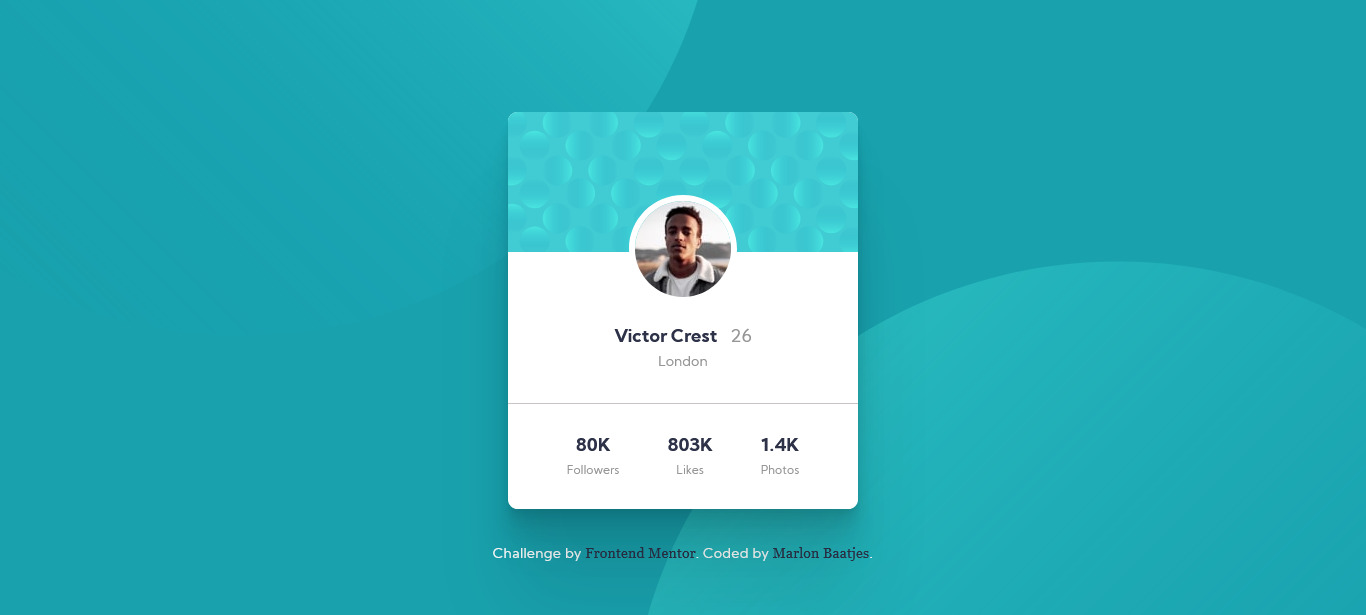 Victor Crest 26
London
80K 803K 1.4K
Followers Likes Photos
Challenge by Frontend Mentor. Coded by Marlon Baatjes.